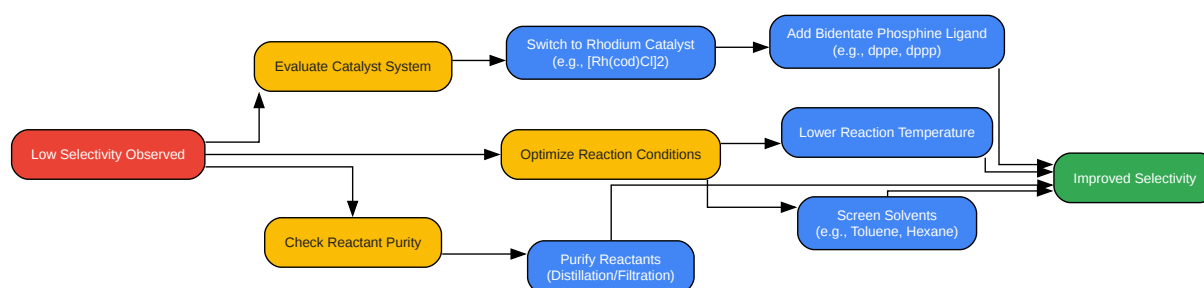 Evaluate Catalyst System
Switch to Rhodium Catalyst
(e.g., [Rh(cod)Cl]2)
Add Bidentate Phosphine Ligand
(e.g., dppe, dppp)
Low Selectivity Observed
Optimize Reaction Conditions
Lower Reaction Temperature
Improved Selectivity
Screen Solvents
(e.g., Toluene, Hexane)
Check Reactant Purity
Purify Reactants
(Distillation/Filtration)